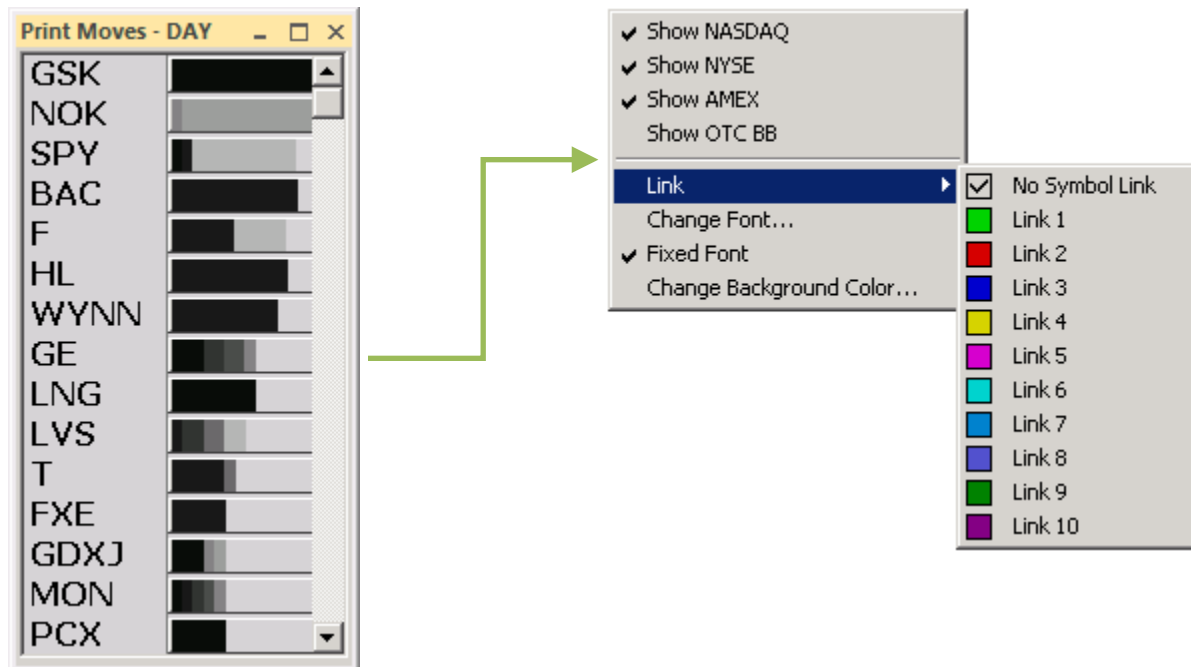 Print Moves - DAY
GSK
NOK
SPY
BAC
F
HL
WYNN
GE
LNG
LVS
T
FXE
GDXJ
MON
PCX
Show NASDAQ
Show NYSE
Show AMEX
Show OTC BB
Link
Change Font...
Fixed Font
Change Background Color...
No Symbol Link
Link 1
Link 2
Link 3
Link 4
Link 5
Link 6
Link 7
Link 8
Link 9
Link 10